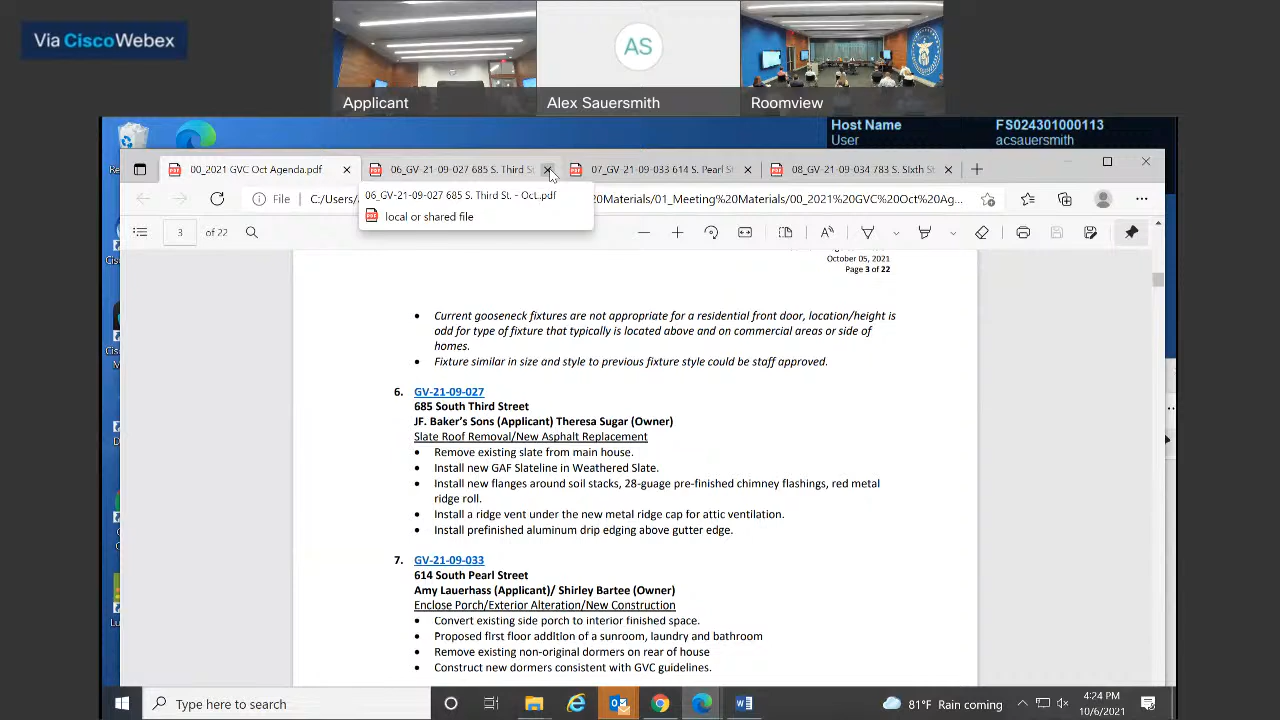 Via Cisco Webex
AS
Applicant
Alex Sauersmith
Roomview
Host Name FS024301000113
User acsauersmith
00_2021 GVC Oct Agenda.pdf
06_GV-21-09-027 685 S. Third St
07_GV-21-09-033 614 S. Pearl St
08_GV-21-09-034 783 S. SIxth St
06_GV-21-09-027 685 s Third St. - Oct.pdf
local or shared file
File C:/Users/
Materials/01_Meeting%20Materials/00_2021%20GVC%20Oct%20Ag...
3 of 22
October 05, 2021
Page 3 of 22
• Current gooseneck fixtures are not appropriate for a residential front door, location/height is
odd for type of fixture that typically is located above and on commercial areas or side of
homes.
• Fixture similar in size and style to previous fixture style could be staff approved.
6. GV-21-09-027
685 South Third Street
JF. Baker's Sons (Applicant) Theresa Sugar (Owner)
Slate Roof Removal/New Asphalt Replacement
• Remove existing slate from main house.
• Install new GAF Slateline in Weathered Slate.
• Install new flanges around soil stacks, 28-guage pre-finished chimney flashings, red metal
ridge roll.
• Install a ridge vent under the new metal ridge cap for attic ventilation.
• Install prefinished aluminum drip edging above gutter edge.
7. GV-21-09-033
614 South Pearl Street
Amy Lauerhass (Applicant)/ Shirley Bartee (Owner)
Enclose Porch/Exterior Alteration/New Construction
• Convert existing side porch to interior finished space.
• Proposed first floor addition of a sunroom, laundry and bathroom
• Remove existing non-original dormers on rear of house
• Construct new dormers consistent with GVC guidelines.
Type here to search
81°F Rain coming
4:24 PM
10/6/2021